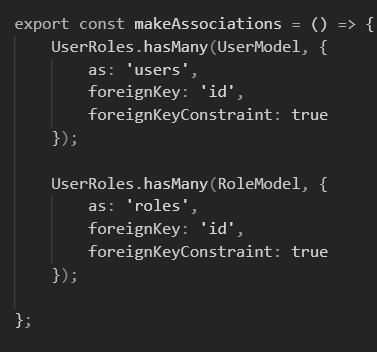 export const makeAssociations = () => {
    UserRoles.hasMany(UserModel, {
        as: 'users',
        foreignKey: 'id',
        foreignKeyConstraint: true
    });

    UserRoles.hasMany(RoleModel, {
        as: 'roles',
        foreignKey: 'id',
        foreignKeyConstraint: true
    });

};